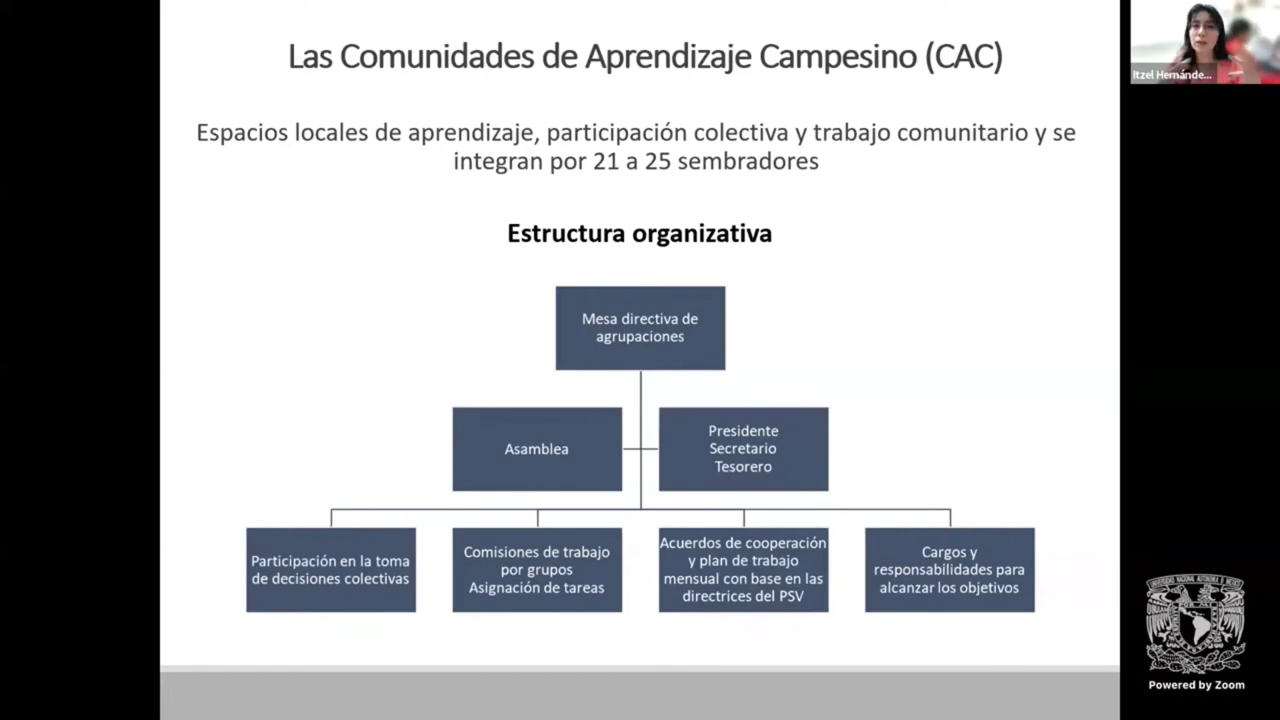 Las Comunidades de Aprendizaje Campesino (CAC)
Itzel Hernánde...
Espacios locales de aprendizaje, participación colectiva y trabajo comunitario y se
integran por 21 a 25 sembradores
Estructura organizativa
Mesa directiva de
agrupaciones
Asamblea
Presidente
Secretario
Tesorero
Participación en la toma
de decisiones colectivas
Comisiones de trabajo
por grupos
Asignación de tareas
Acuerdos de cooperación
y plan de trabajo
mensual con base en las
directrices del PSV
Cargos y
responsabilidades para
alcanzar los objetivos
Powered by Zoom